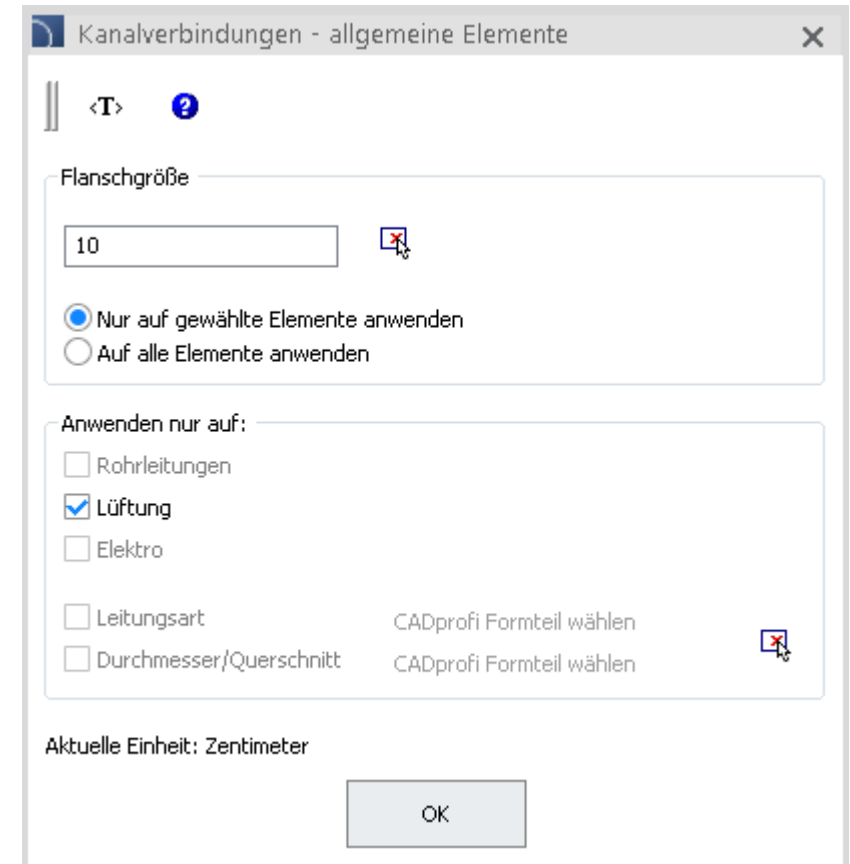 Kanalverbindungen - allgemeine Elemente
<T>
?
Flanschgröße
10
Nur auf gewählte Elemente anwenden
Auf alle Elemente anwenden
Anwenden nur auf:
Rohrleitungen
Lüftung
Elektro
Leitungsart CADprofi Formteil wählen
Durchmesser/Querschnitt CADprofi Formteil wählen
Aktuelle Einheit: Zentimeter
OK